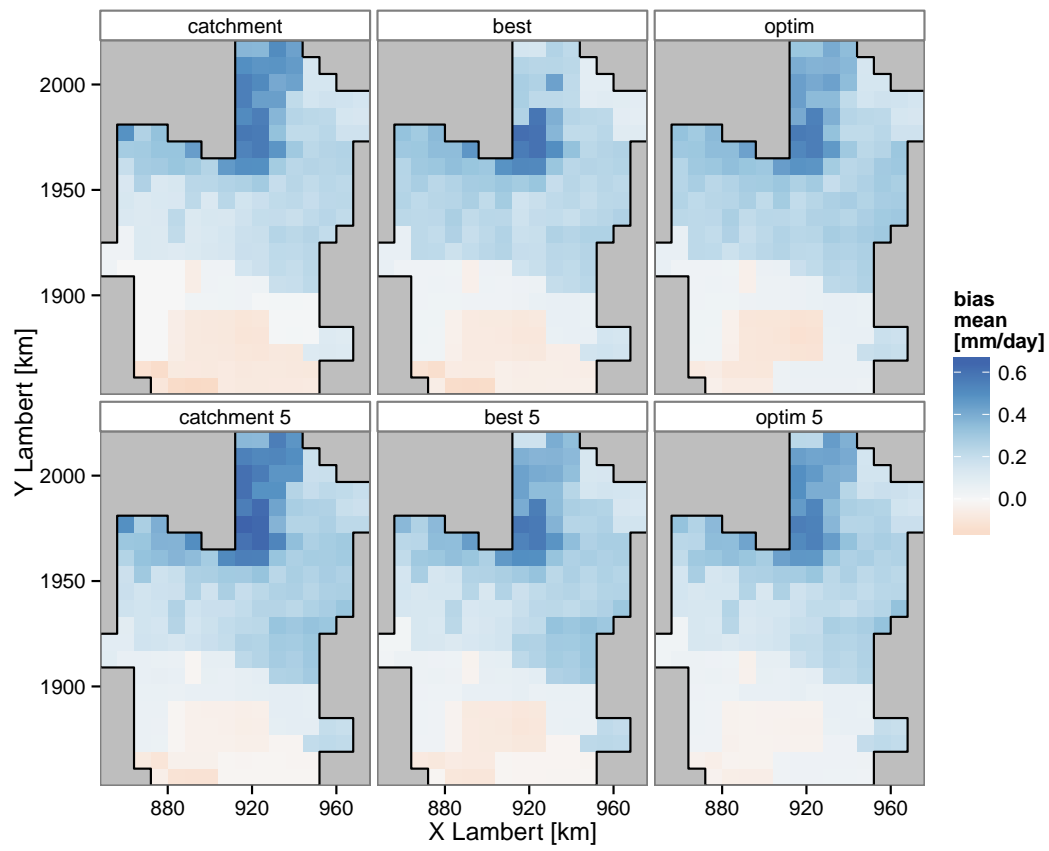 catchment
best
optim
2000
1950
1900
catchment 5
best 5
optim 5
2000
1950
1900
Y Lambert [km]
880
920
960
880
920
960
880
920
960
X Lambert [km]
bias
mean
[mm/day]
0.6
0.4
0.2
0.0